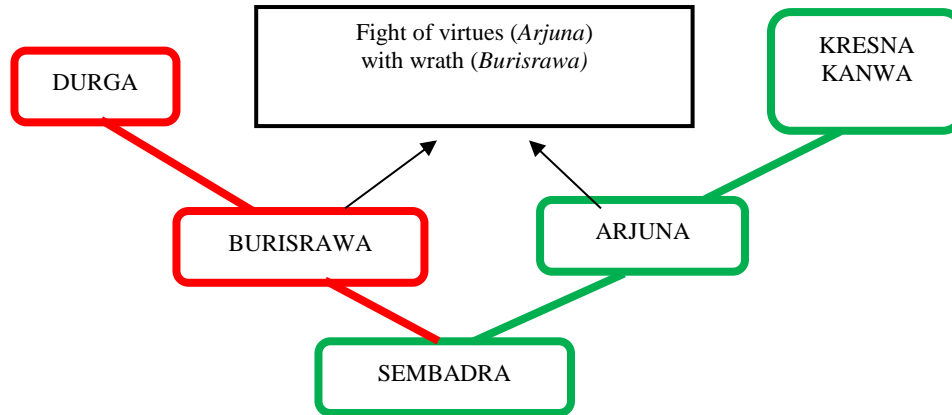 Fight of virtues (Arjuna)
with wrath (Burisrawa)
KRESNA
KANWA
DURGA
BURISRAWA
ARJUNA
SEMBADRA